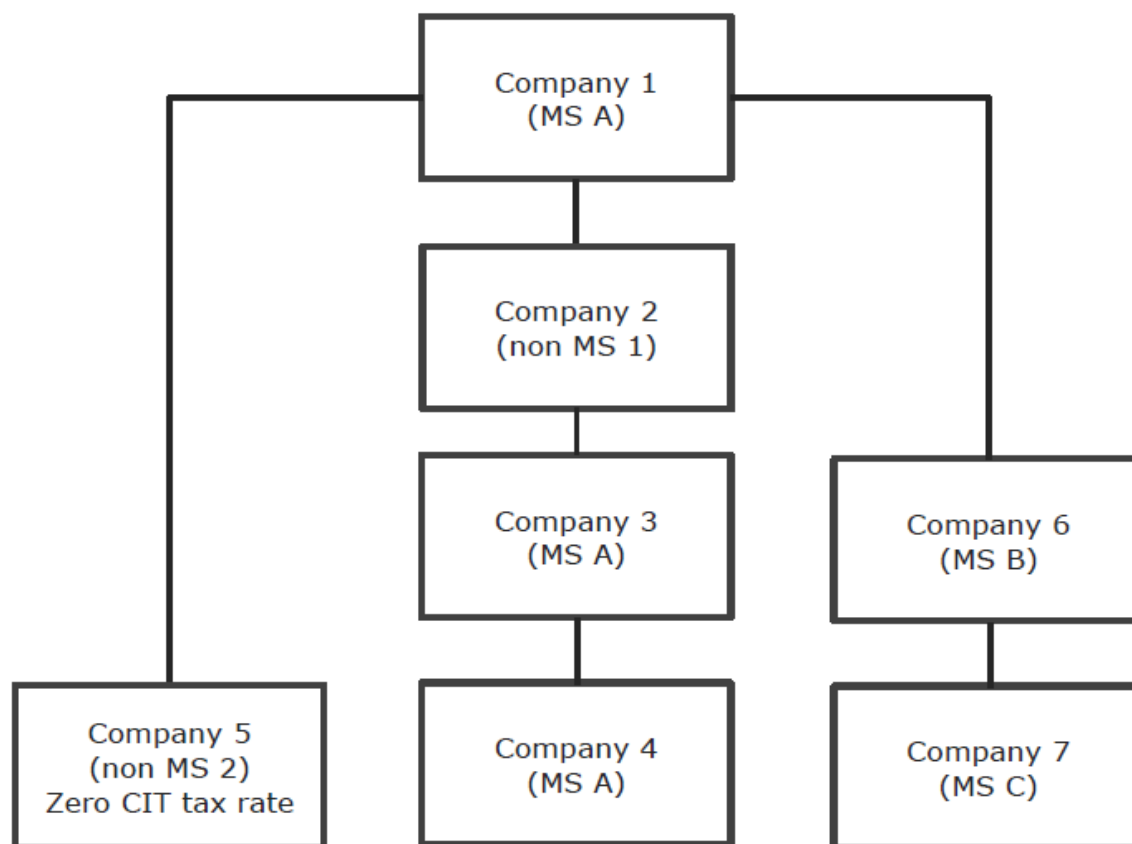 Company 1
(MS A)
Company 2
(non MS 1)
Company 3
(MS A)
Company 6
(MS B)
Company 5
(non MS 2)
Zero CIT tax rate
Company 4
(MS A)
Company 7
(MS C)